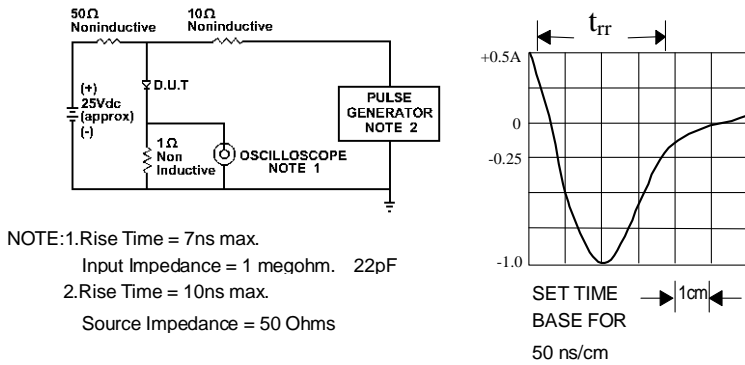 50Ω
Noninductive
10Ω
Noninductive
D.U.T
(+)
25Vdc
(approx)
(-)
1Ω
Non
Inductive
OSCILLOSCOPE
NOTE 1
PULSE
GENERATOR
NOTE 2
NOTE:1.Rise Time = 7ns max.
Input Impedance = 1 megohm. 22pF
2.Rise Time = 10ns max.
Source Impedance = 50 Ohms
trr
+0.5A
0
-0.25
-1.0
SET TIME
BASE FOR
50 ns/cm
1cm